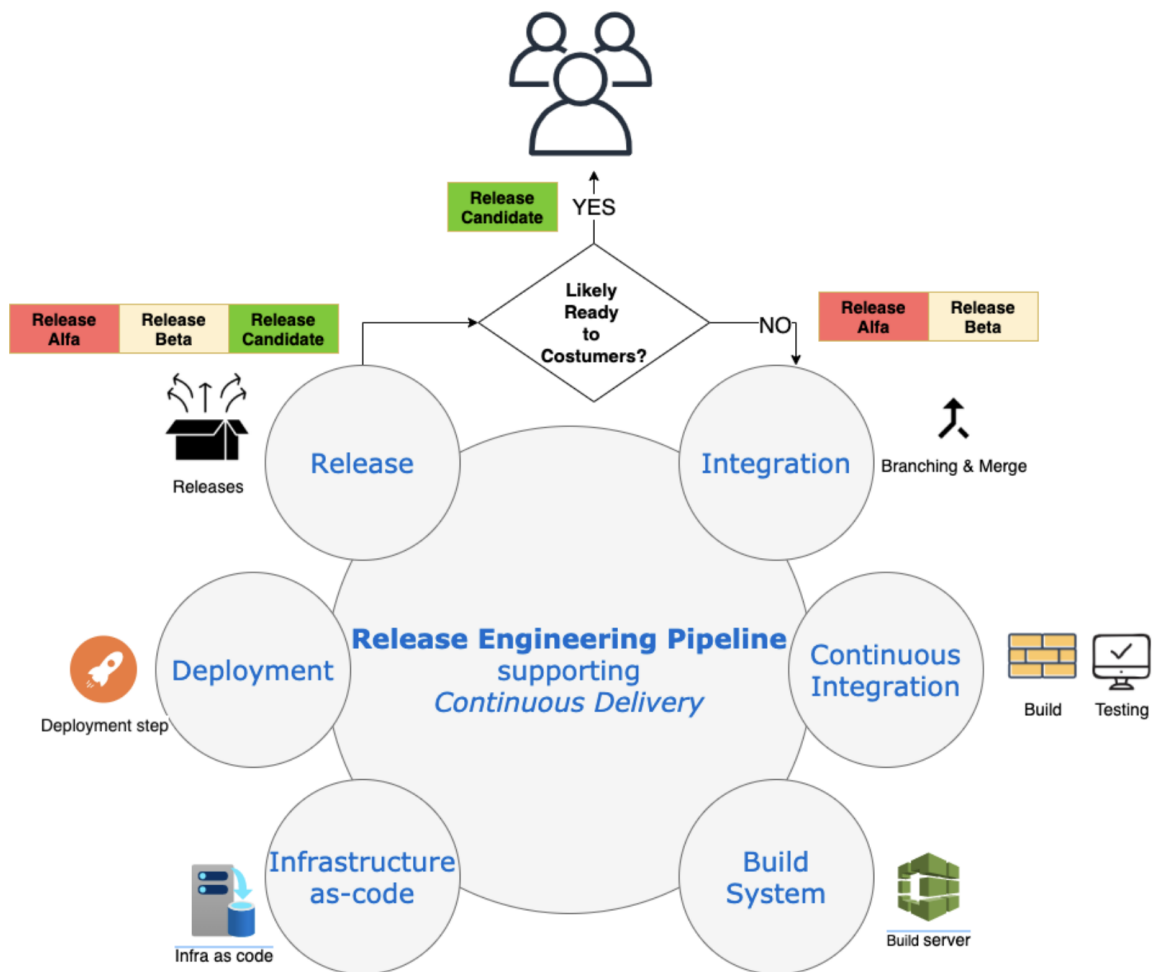 Release
Candidate
YES
Likely
Ready
to
Costumers?
NO
Release
Alfa
Release
Beta
Release
Candidate
Release
Alfa
Release
Beta
Releases
Release
Integration
Branching & Merge
Release Engineering Pipeline
supporting
Continuous Delivery
Deployment
Deployment step
Continuous
Integration
Build
Testing
Infrastructure
as-code
Infra as code
Build
System
Build server